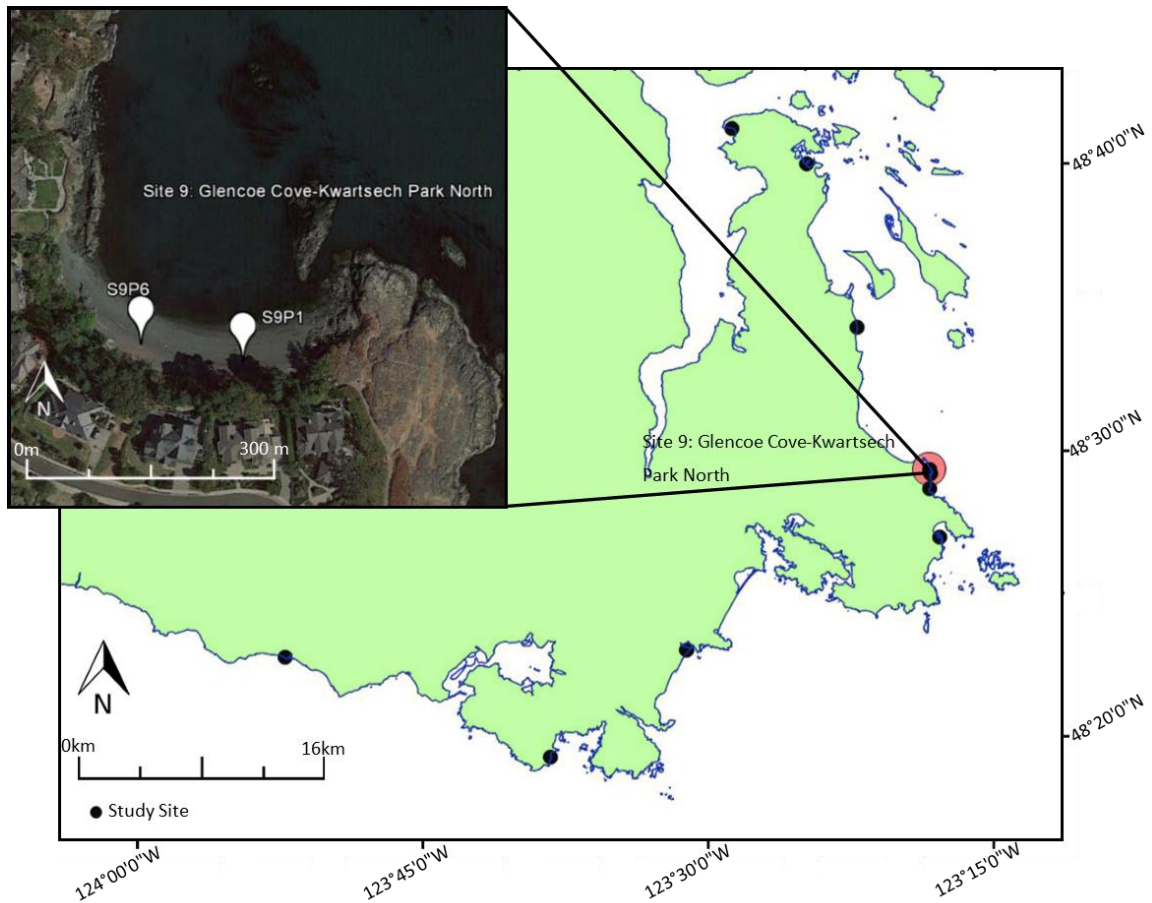 Site 9: Glencoe Cove-Kwartsech Park North
S9P6
S9P1
N
0m
300 m
48°40'0"N
48°30'0"N
48°20'0"N
Site 9: Glencoe Cove-Kwartsech
Park North
N
0km
16km
Study Site
124°00'0"W
123°45'0"W
123°30'0"W
123°15'0"W